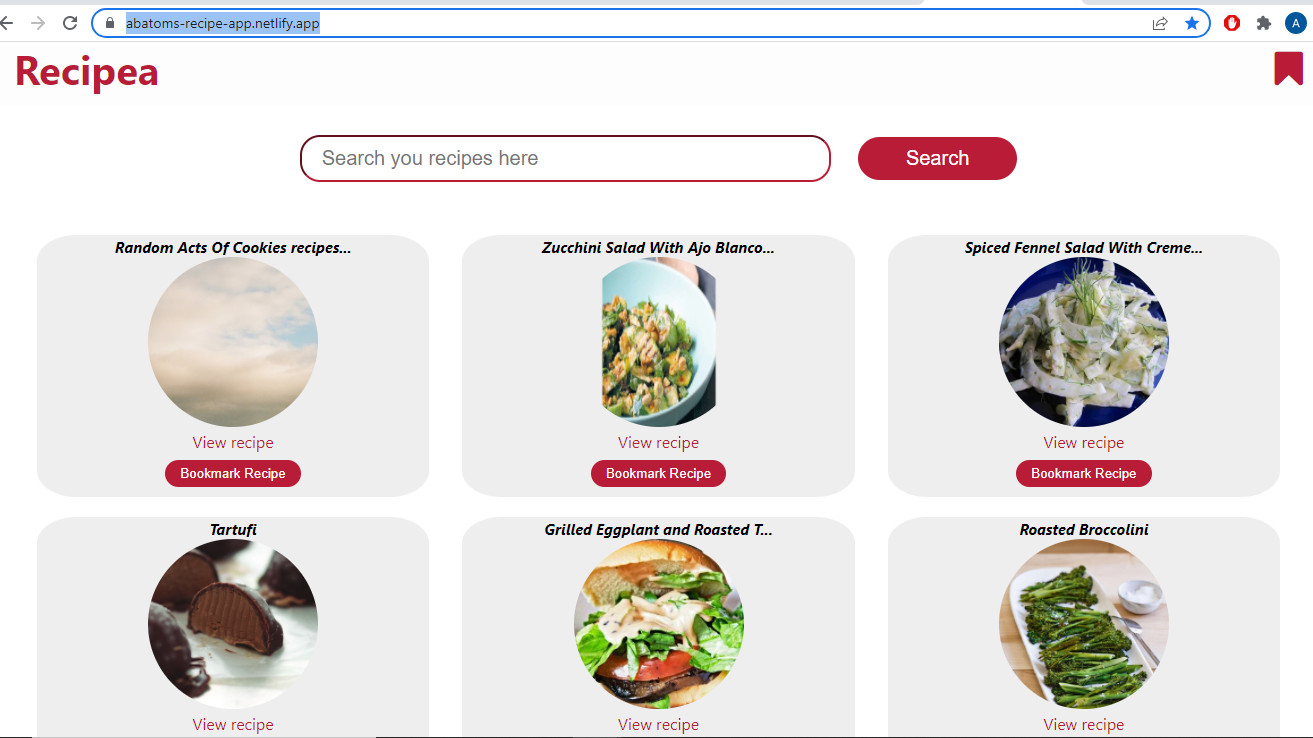 abatoms-recipe-app.netlify.app
A
Recipea
Search you recipes here
Search
Random Acts Of Cookies recipes...
Zucchini Salad With Ajo Blanco...
Spiced Fennel Salad With Creme...
View recipe
View recipe
View recipe
Bookmark Recipe
Bookmark Recipe
Bookmark Recipe
Tartufi
Grilled Eggplant and Roasted T...
Roasted Broccolini
View recipe
View recipe
View recipe